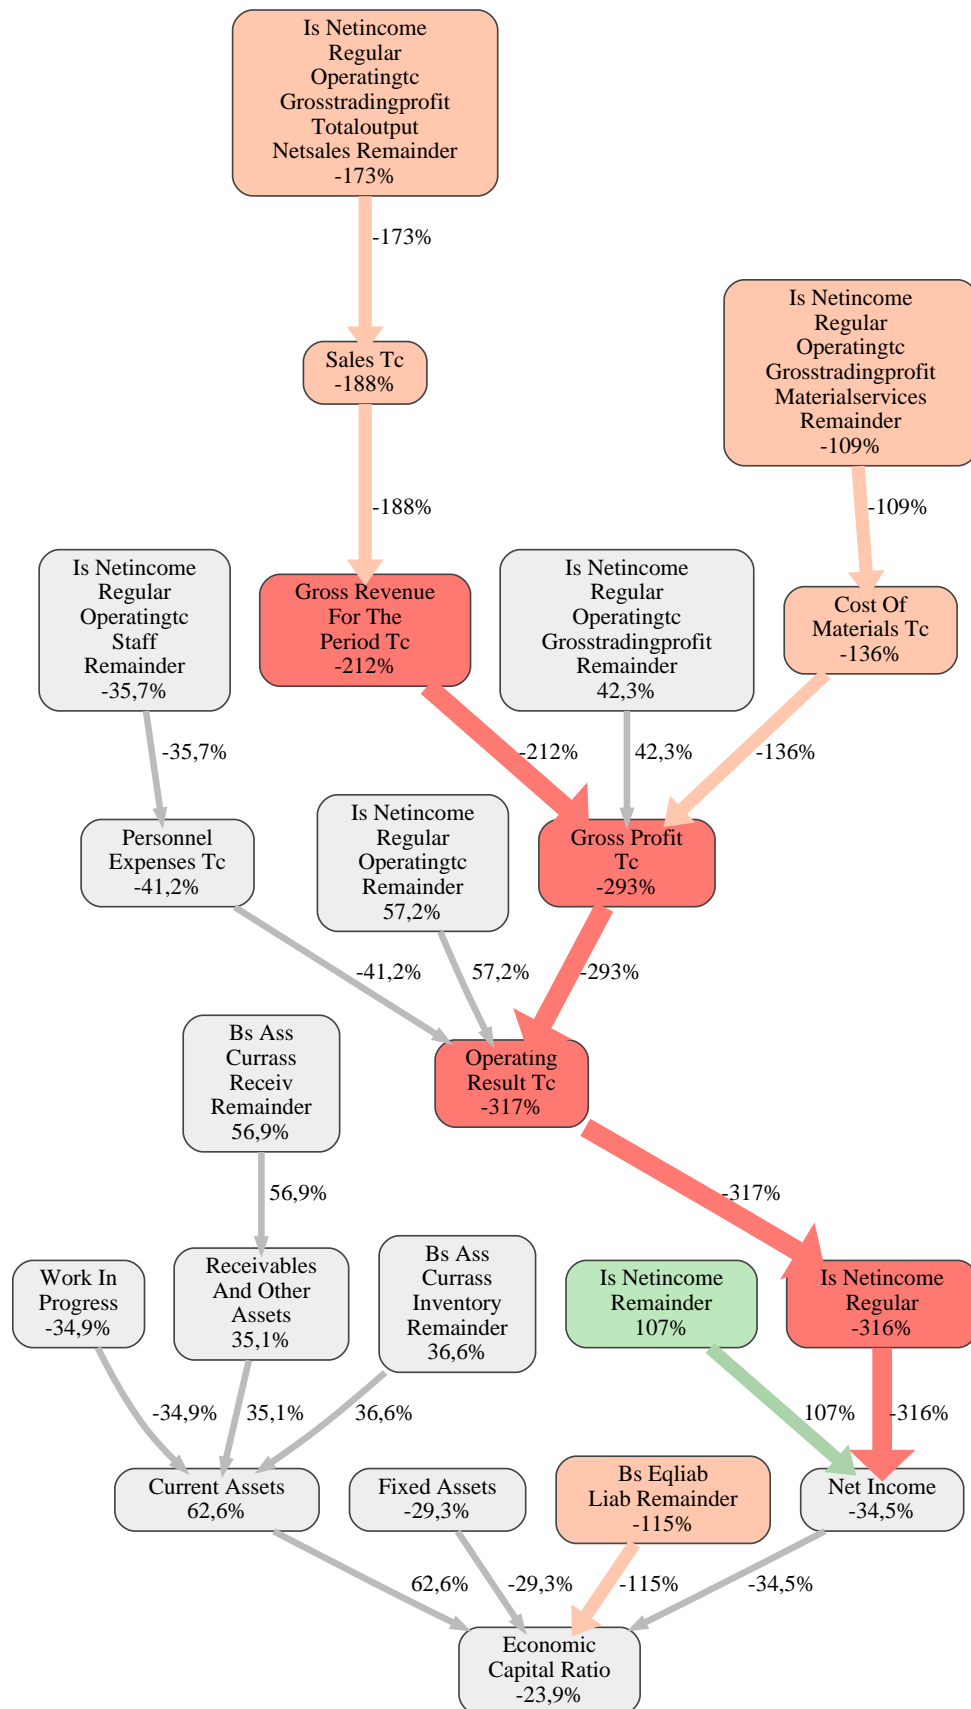 Is Netincome
Regular
Operatingtc
Grosstradingprofit
Totaloutput
Netsales Remainder
-173%
-173%
Sales Tc
-188%
Is Netincome
Regular
Operatingtc
Grosstradingprofit
Materialservices
Remainder
-109%
-188%
-109%
Is Netincome
Regular
Operatingtc
Staff
Remainder
-35,7%
Gross Revenue
For The
Period Tc
-212%
Is Netincome
Regular
Operatingtc
Grosstradingprofit
Remainder
42,3%
Cost Of
Materials Tc
-136%
-35,7%
-212%
42,3%
-136%
Personnel
Expenses Tc
-41,2%
Is Netincome
Regular
Operatingtc
Remainder
57,2%
Gross Profit
Tc
-293%
-41,2%
57,2%
-293%
Bs Ass
Currass
Receiv
Remainder
56,9%
Operating
Result Tc
-317%
56,9%
-317%
Work In
Progress
-34,9%
Receivables
And Other
Assets
35,1%
Bs Ass
Currass
Inventory
Remainder
36,6%
Is Netincome
Remainder
107%
Is Netincome
Regular
-316%
-34,9%
35,1%
36,6%
107%
-316%
Current Assets
62,6%
Fixed Assets
-29,3%
Bs Eqliab
Liab Remainder
-115%
Net Income
-34,5%
62,6%
-29,3%
-115%
-34,5%
Economic
Capital Ratio
-23,9%